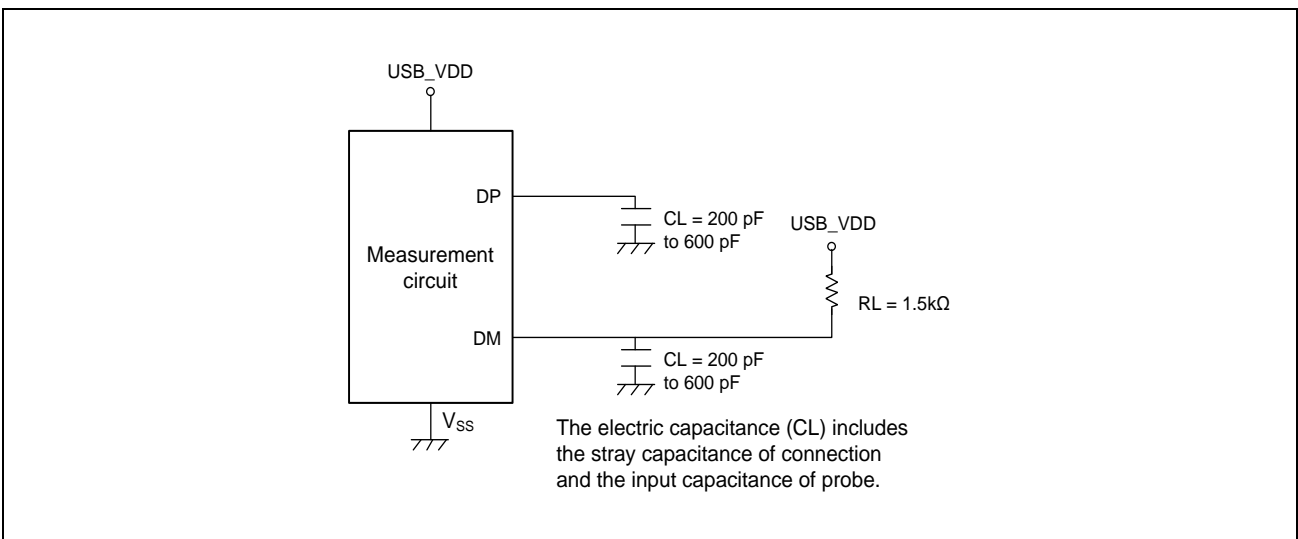 USB_VDD
DP
CL = 200 pF
to 600 pF
USB_VDD
Measurement
circuit
RL = 1.5kΩ
DM
CL = 200 pF
to 600 pF
VSS
The electric capacitance (CL) includes
the stray capacitance of connection
and the input capacitance of probe.